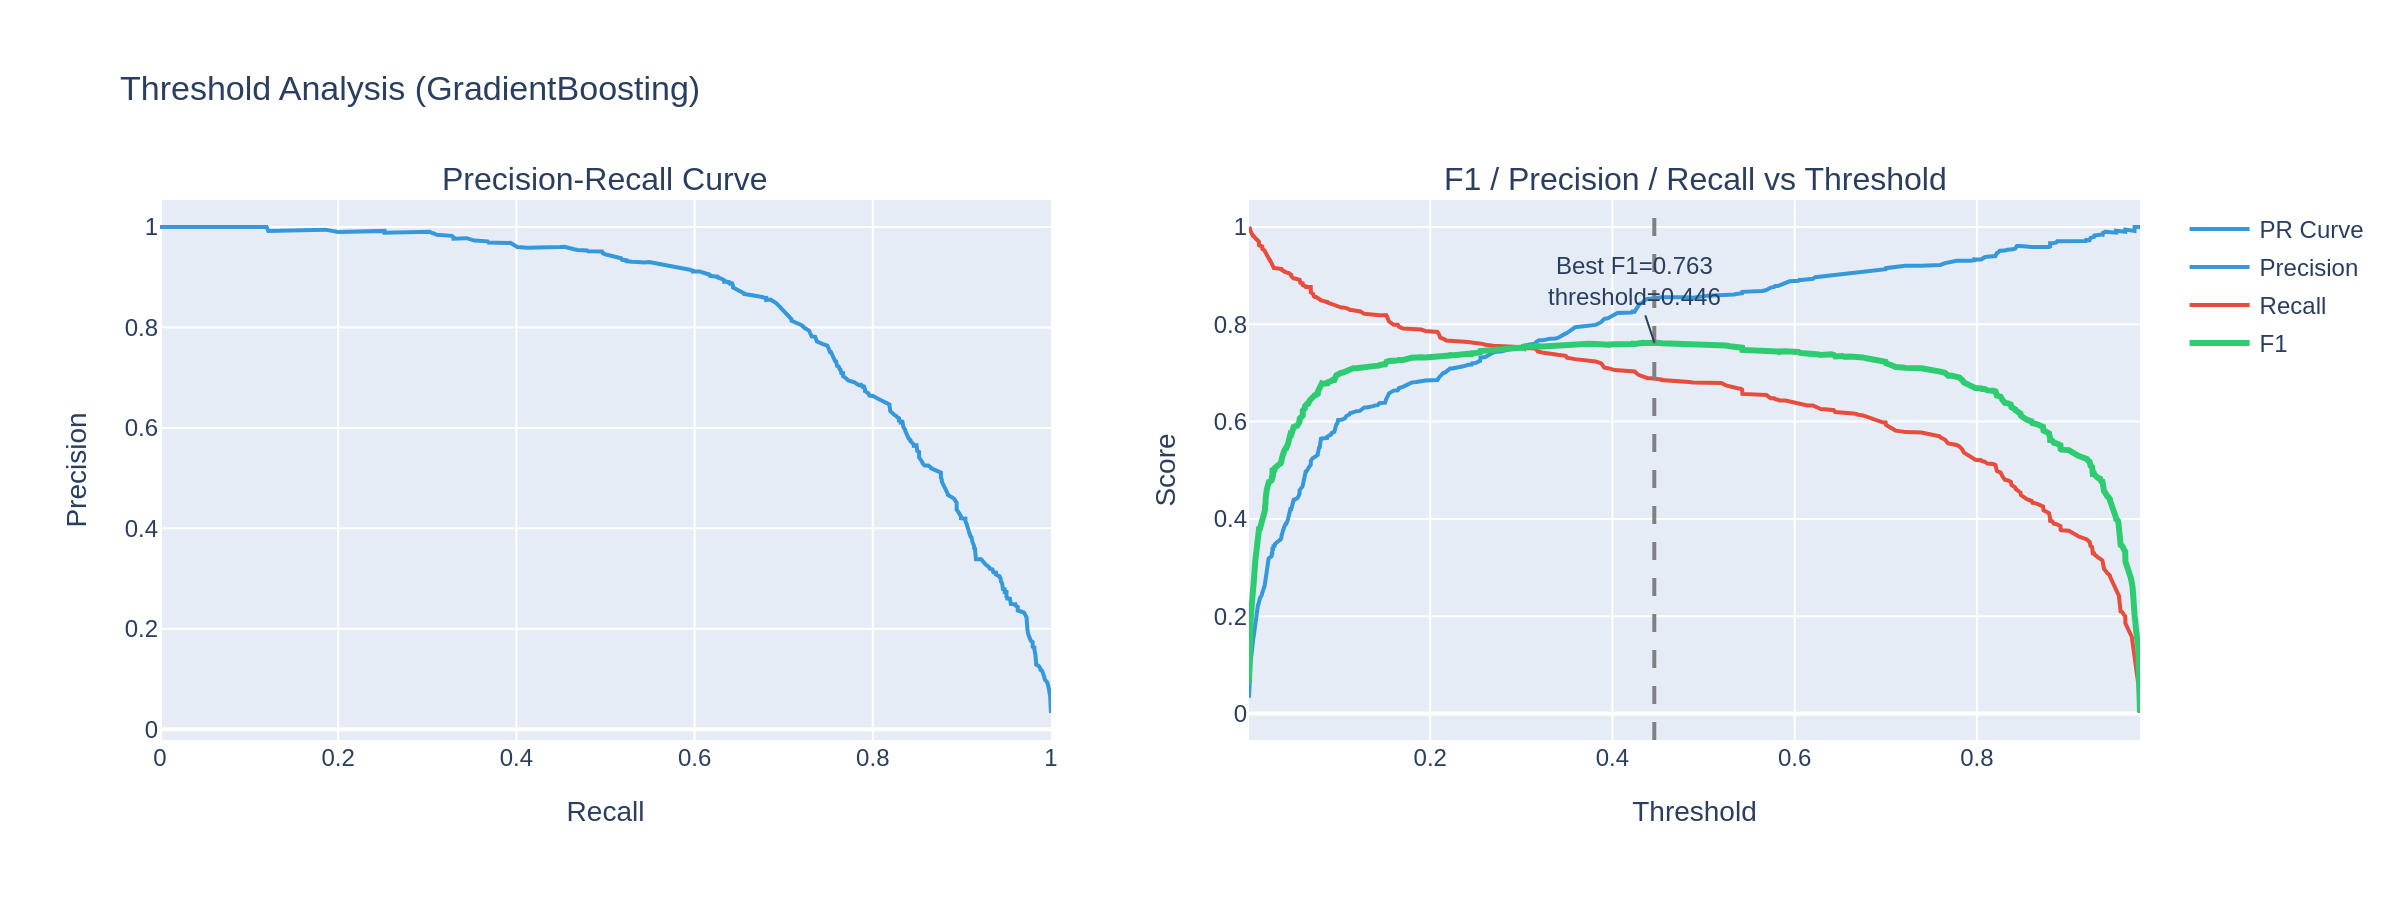 Threshold Analysis (GradientBoosting)
Precision-Recall Curve
1
0.8
0.6
0.4
0.2
0
0
0.2
0.4
0.6
0.8
1
Precision
Recall
F1 / Precision / Recall vs Threshold
Best F1=0.763
threshold=0.446
1
0.8
0.6
0.4
0.2
0
0.2
0.4
0.6
0.8
Score
Threshold
PR Curve
Precision
Recall
F1